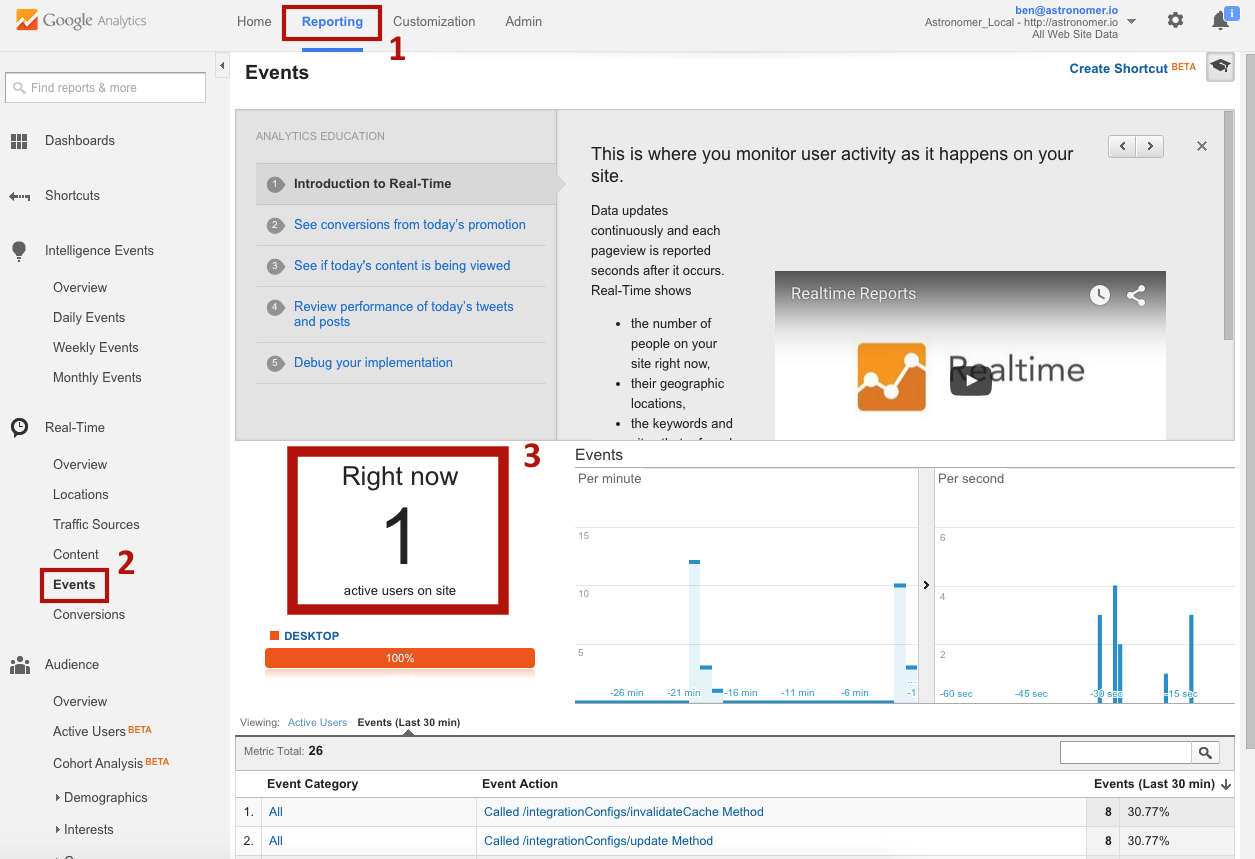 Google Analytics
Home Reporting Customization Admin
1
ben@astronomer.io
Astronomer_Local - http://astronomer.io
All Web Site Data
i
Find reports & more
Dashboards
Shortcuts
Intelligence Events
Overview
Daily Events
Weekly Events
Monthly Events
Real-Time
Overview
Locations
Traffic Sources
Content
2
Events
Conversions
Audience
Overview
Active Users BETA
Cohort Analysis BETA
Demographics
Interests
Events
Create Shortcut BETA
ANALYTICS EDUCATION
1 Introduction to Real-Time
2 See conversions from today's promotion
3 See if today's content is being viewed
4 Review performance of today's tweets
and posts
5 Debug your implementation
This is where you monitor user activity as it happens on your
site.
Data updates
continuously and each
pageview is reported
seconds after it occurs.
Real-Time shows
• the number of
people on your
site right now,
• their geographic
locations,
• the keywords and
Realtime Reports
Realtime
3
Right now
1
active users on site
DESKTOP
100%
Events
Per minute
15
10
5
-26 min -21 min -16 min -11 min -6 min ... -1
Per second
6
4
2
-60 sec -45 sec -30 sec -15 sec
Viewing: Active Users Events (Last 30 min)
Metric Total: 26
Event Category Event Action Events (Last 30 min)
1. All Called /integrationConfigs/invalidateCache Method 8 30.77%
2. All Called /integrationConfigs/update Method 8 30.77%